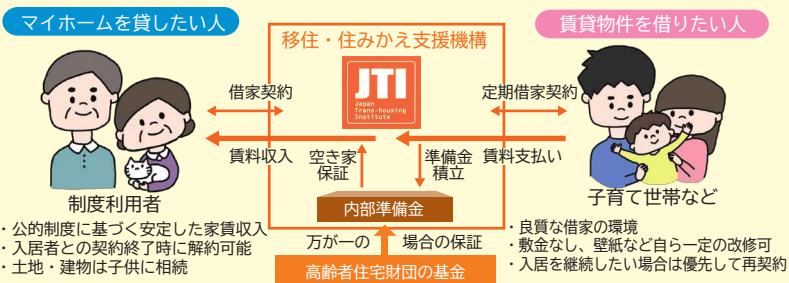 マイホームを貸したい人
移住・住みかえ支援機構
賃貸物件を借りたい人
JTI
Japan
Trans-housing
Institute
借家契約
定期借家契約
賃料収入
空き家
保証
準備金
積立
賃料支払い
制度利用者
内部準備金
子育て世帯など
・公的制度に基づく安定した家賃収入
・入居者との契約終了時に解約可能
・土地・建物は子供に相続
万が一の 場合の保証
高齢者住宅財団の基金
・良質な借家の環境
・敷金なし、壁紙など自ら一定の改修可
・入居を継続したい場合は優先して再契約